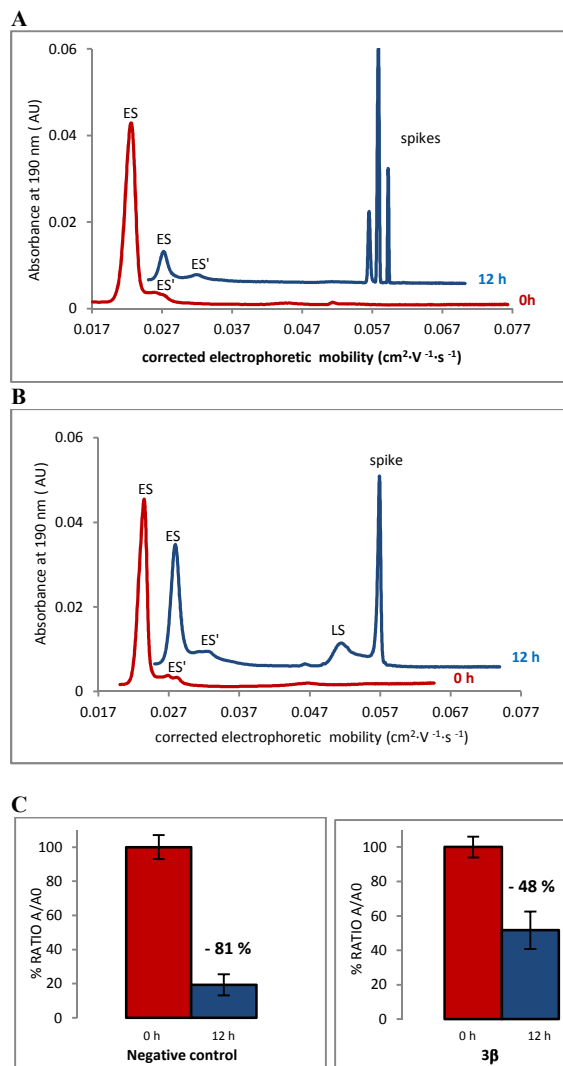 A
0.06
ES
0.04
spikes
0.02
ES
ES'
12 h
ES'
0h
0
0.017 0.027 0.037 0.047 0.057 0.067 0.077
Absorbance at 190 nm ( AU)
corrected electrophoretic mobility (cm²·V ⁻¹·s ⁻¹)
B
0.06
spike
ES
ES
0.04
0.02
LS
ES'
12 h
ES'
0 h
0
0.017 0.027 0.037 0.047 0.057 0.067 0.077
Absorbance at 190 nm ( AU)
corrected electrophoretic mobility (cm²·V ⁻¹·s ⁻¹)
C
% RATIO A/A0
100
80
60
40
20
0
- 81 %
0 h 12 h
Negative control
% RATIO A/A0
100
80
60
40
20
0
- 48 %
0 h 12 h
3β